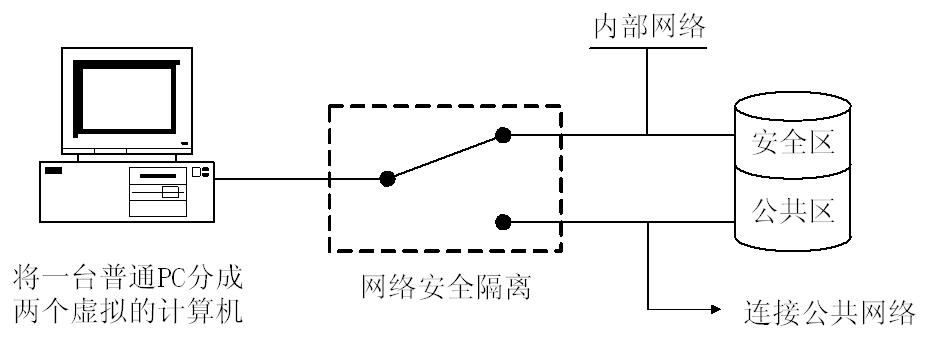 内部网络
安全区
公共区
将一台普通PC分成
两个虚拟的计算机
网络安全隔离
连接公共网络